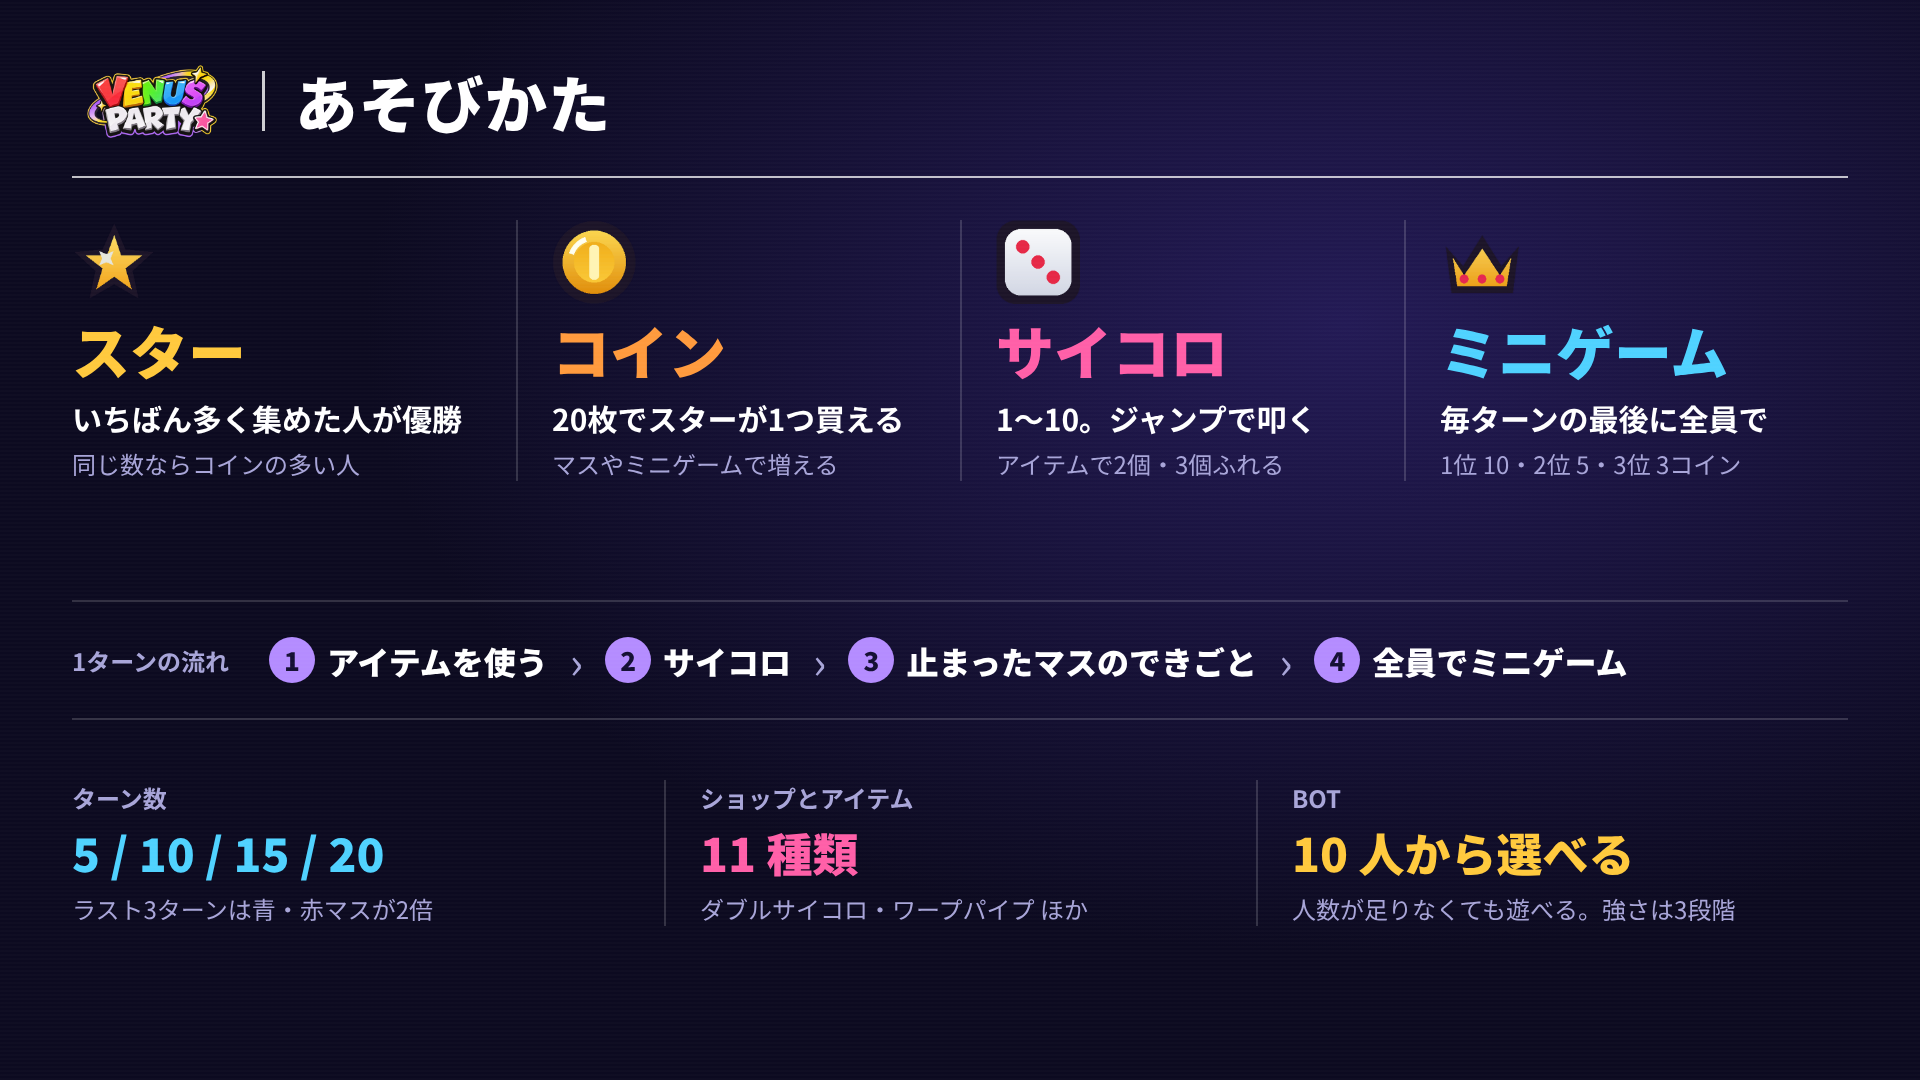 VENUS
PARTY
あそびかた
スター
いちばん多く集めた人が優勝
同じ数ならコインの多い人
コイン
20枚でスターが1つ買える
マスやミニゲームで増える
サイコロ
1〜10。ジャンプで叩く
アイテムで2個・3個ふれる
ミニゲーム
毎ターンの最後に全員で
1位 10・2位 5・3位 3コイン
1ターンの流れ 1 アイテムを使う › 2 サイコロ › 3 止まったマスのできごと › 4 全員でミニゲーム
ターン数
5 / 10 / 15 / 20
ラスト3ターンは青・赤マスが2倍
ショップとアイテム
11 種類
ダブルサイコロ・ワープパイプ ほか
BOT
10 人から選べる
人数が足りなくても遊べる。強さは3段階